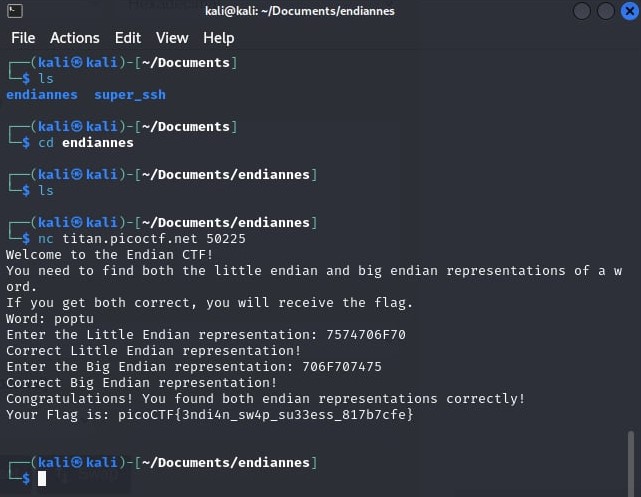 kali@kali: ~/Documents/endiannes
File Actions Edit View Help
┌──(kali㉿kali)-[~/Documents]
└─$ ls
endiannes super_ssh
┌──(kali㉿kali)-[~/Documents]
└─$ cd endiannes
┌──(kali㉿kali)-[~/Documents/endiannes]
└─$ ls
┌──(kali㉿kali)-[~/Documents/endiannes]
└─$ nc titan.picoctf.net 50225
Welcome to the Endian CTF!
You need to find both the little endian and big endian representations of a w
ord.
If you get both correct, you will receive the flag.
Word: poptu
Enter the Little Endian representation: 7574706F70
Correct Little Endian representation!
Enter the Big Endian representation: 706F707475
Correct Big Endian representation!
Congratulations! You found both endian representations correctly!
Your Flag is: picoCTF{3ndi4n_sw4p_su33ess_817b7cfe}
┌──(kali㉿kali)-[~/Documents/endiannes]
└─$